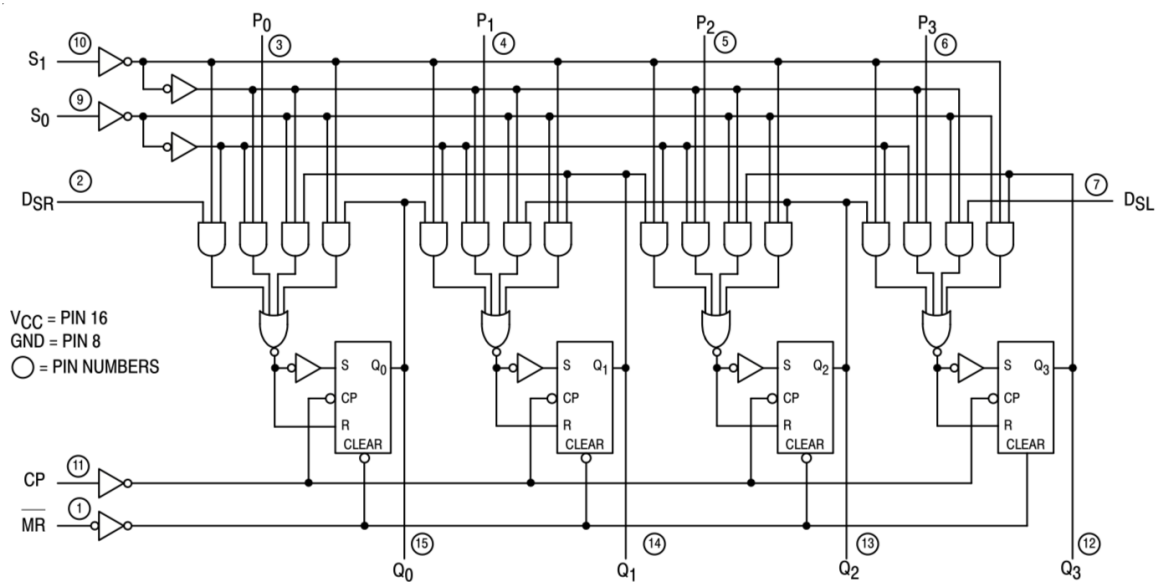 P0 P1 P2 P3
3 4 5 6
S1 10
S0 9
DSR 2
7 DSL
VCC = PIN 16
GND = PIN 8
= PIN NUMBERS
S Q0 S Q1 S Q2 S Q3
CP CP CP CP
R R R R
CLEAR CLEAR CLEAR CLEAR
CP 11
MR 1
15 14 13 12
Q0 Q1 Q2 Q3